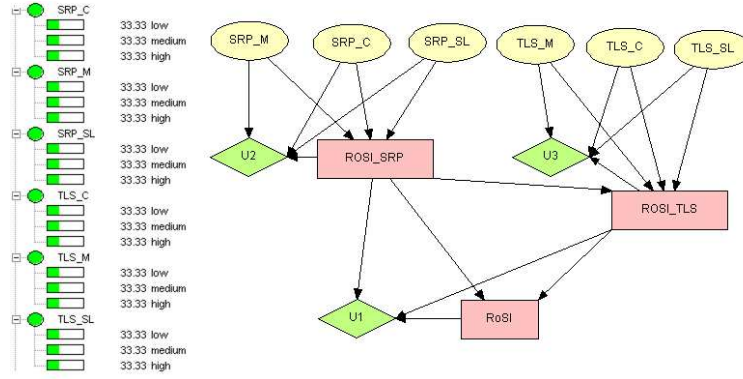 SRP_C
33.33 low
33.33 medium
33.33 high
SRP_M
33.33 low
33.33 medium
33.33 high
SRP_SL
33.33 low
33.33 medium
33.33 high
TLS_C
33.33 low
33.33 medium
33.33 high
TLS_M
33.33 low
33.33 medium
33.33 high
TLS_SL
33.33 low
33.33 medium
33.33 high
SRP_M
SRP_C
SRP_SL
TLS_M
TLS_C
TLS_SL
U2
ROSI_SRP
U3
ROSI_TLS
U1
RoSI